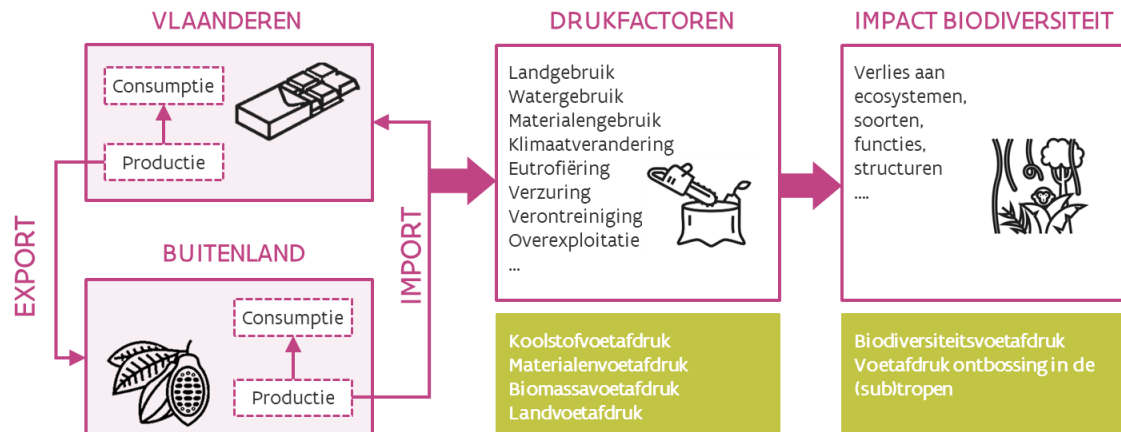 VLAANDEREN
Consumptie
Productie
EXPORT
IMPORT
BUITENLAND
Consumptie
Productie
DRUKFACTOREN
Landgebruik
Watergebruik
Materialengebruik
Klimaatverandering
Eutrofiëring
Verzuring
Verontreiniging
Overexploitatie
...
Koolstofvoetafdruk
Materialenvoetafdruk
Biomassavoetafdruk
Landvoetafdruk
IMPACT BIODIVERSITEIT
Verlies aan
ecosystemen,
soorten,
functies,
structuren
....
Biodiversiteitsvoetafdruk
Voetafdruk ontbossing in de
(sub)tropen